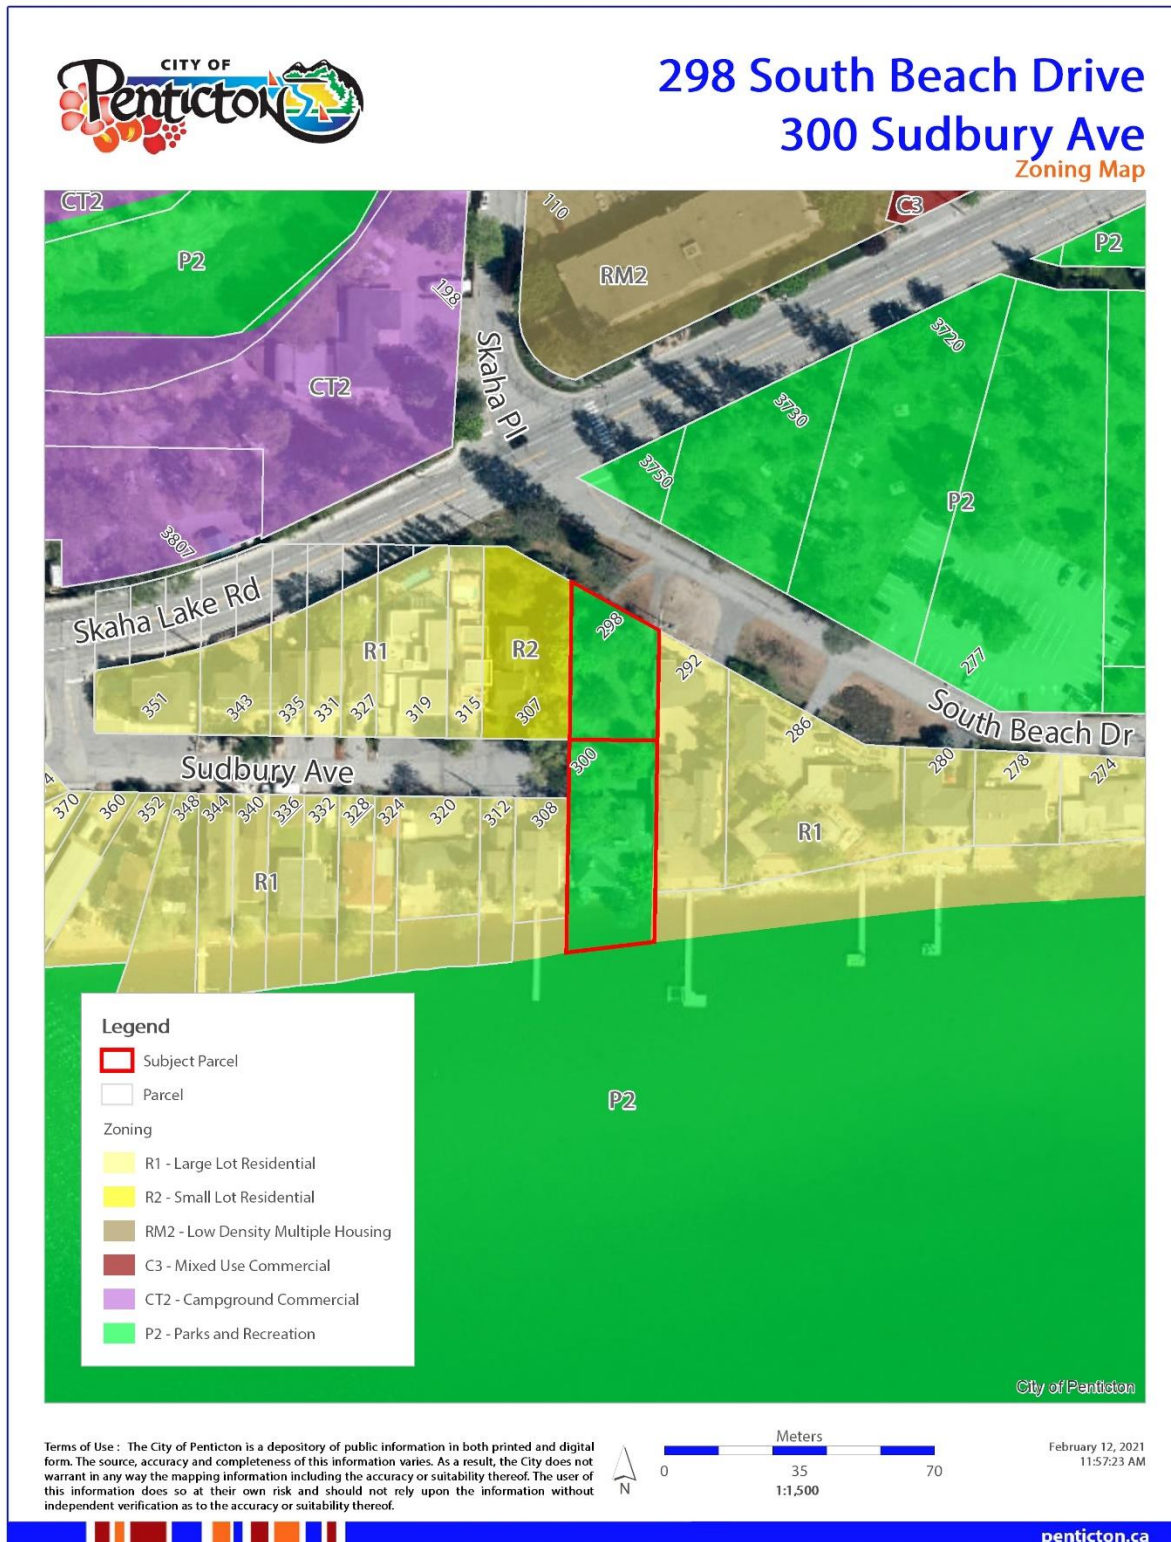 CITY OF
Penticton
298 South Beach Drive
300 Sudbury Ave
Zoning Map
CT2
P2
198
CT2
110
RM2
C3
P2
Skaha Pl
3720
3730
3750
P2
277
3807
Skaha Lake Rd
R1
R2
298
292
286
South Beach Dr
280
278
274
351
343
335
331
327
319
315
307
Sudbury Ave
300
4
370
360
352
348
344
340
336
332
328
324
320
312
308
R1
R1
P2
Legend
Subject Parcel
Parcel
Zoning
R1 - Large Lot Residential
R2 - Small Lot Residential
RM2 - Low Density Multiple Housing
C3 - Mixed Use Commercial
CT2 - Campground Commercial
P2 - Parks and Recreation
City of Penticton
Terms of Use : The City of Penticton is a depository of public information in both printed and digital
form. The source, accuracy and completeness of this information varies. As a result, the City does not
warrant in any way the mapping information including the accuracy or suitability thereof. The user of
this information does so at their own risk and should not rely upon the information without
independent verification as to the accuracy or suitability thereof.
N
Meters
0 35 70
1:1,500
February 12, 2021
11:57:23 AM
penticton.ca